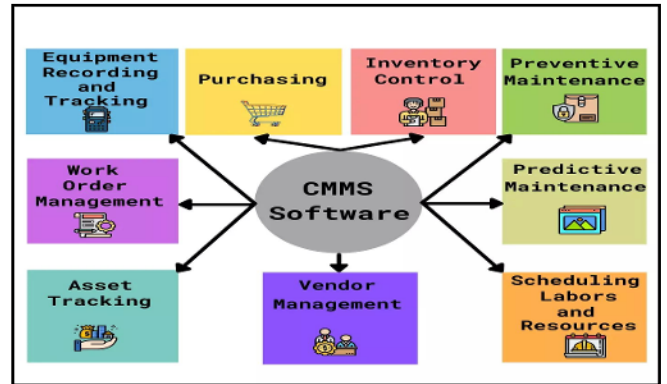 Equipment
Recording
and
Tracking
Purchasing
Inventory
Control
Preventive
Maintenance
Work
Order
Management
CMMS
Software
Predictive
Maintenance
Asset
Tracking
Vendor
Management
Scheduling
Labors
and
Resources